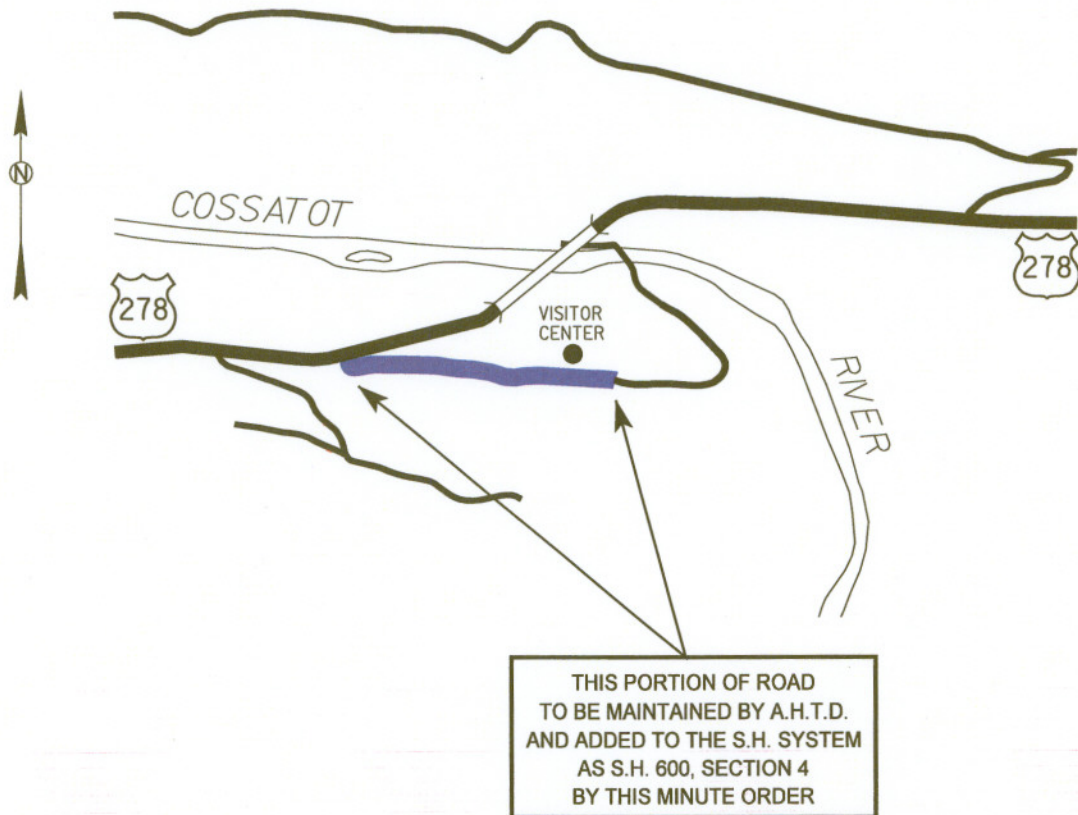 N
COSSATOT
278
278
VISITOR
CENTER
RIVER
THIS PORTION OF ROAD
TO BE MAINTAINED BY A.H.T.D.
AND ADDED TO THE S.H. SYSTEM
AS S.H. 600, SECTION 4
BY THIS MINUTE ORDER